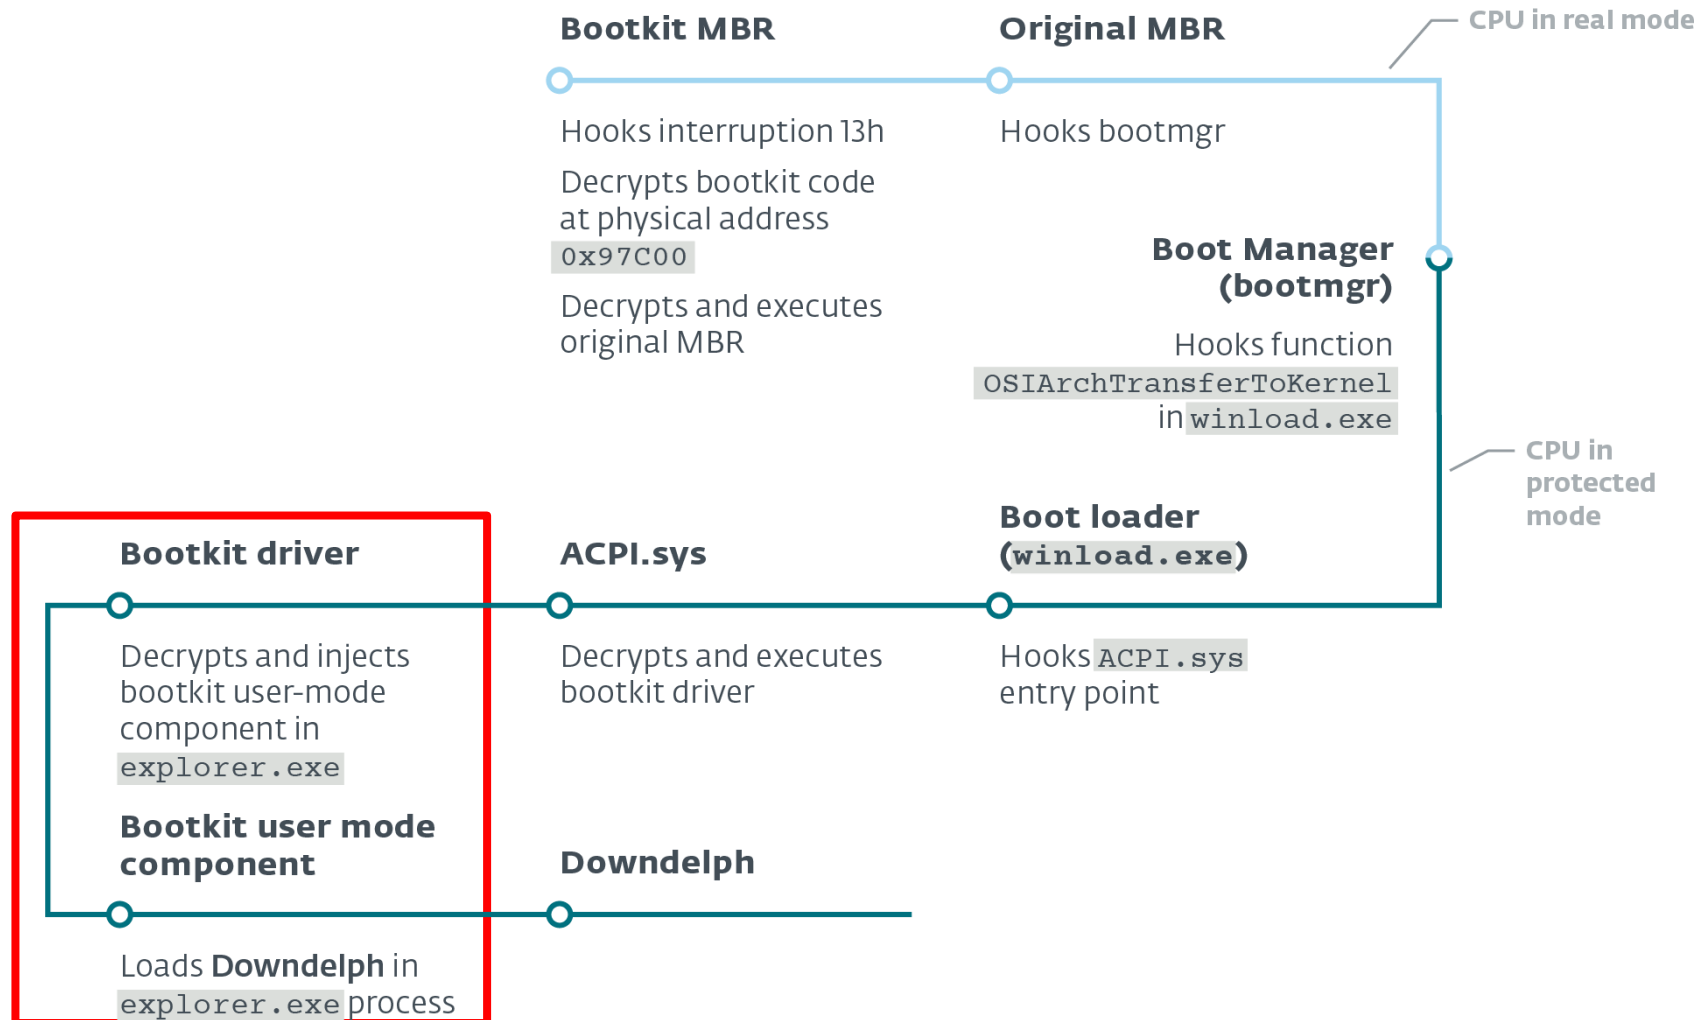 Bootkit MBR
Hooks interruption 13h
Decrypts bootkit code
at physical address
0x97C00
Decrypts and executes
original MBR
Original MBR
Hooks bootmgr
CPU in real mode
Boot Manager
(bootmgr)
Hooks function
OSIArchTransferToKernel
in winload.exe
CPU in
protected
mode
Boot loader
(winload.exe)
Hooks ACPI.sys
entry point
ACPI.sys
Decrypts and executes
bootkit driver
Bootkit driver
Decrypts and injects
bootkit user-mode
component in
explorer.exe
Bootkit user mode
component
Loads Downdelph in
explorer.exe process
Downdelph